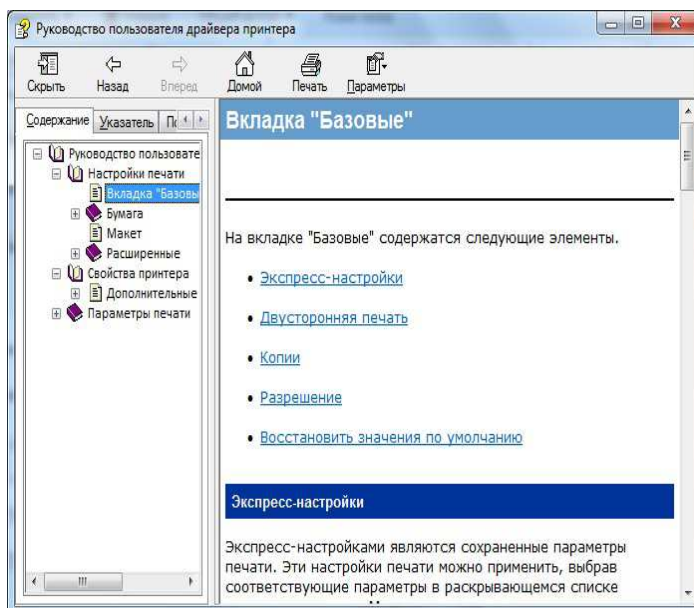 Руководство пользователя драйвера принтера
Скрыть Назад Вперед Домой Печать Параметры
Содержание Указатель
Руководство пользовате
Настройки печати
Вкладка "Базовы
Бумага
Макет
Расширенные
Свойства принтера
Дополнительные
Параметры печати
Вкладка "Базовые"
На вкладке "Базовые" содержатся следующие элементы.
• Экспресс-настройки
• Двусторонняя печать
• Копии
• Разрешение
• Восстановить значения по умолчанию
Экспресс-настройки
Экспресс-настройками являются сохраненные параметры
печати. Эти настройки печати можно применить, выбрав
соответствующие параметры в раскрывающемся списке